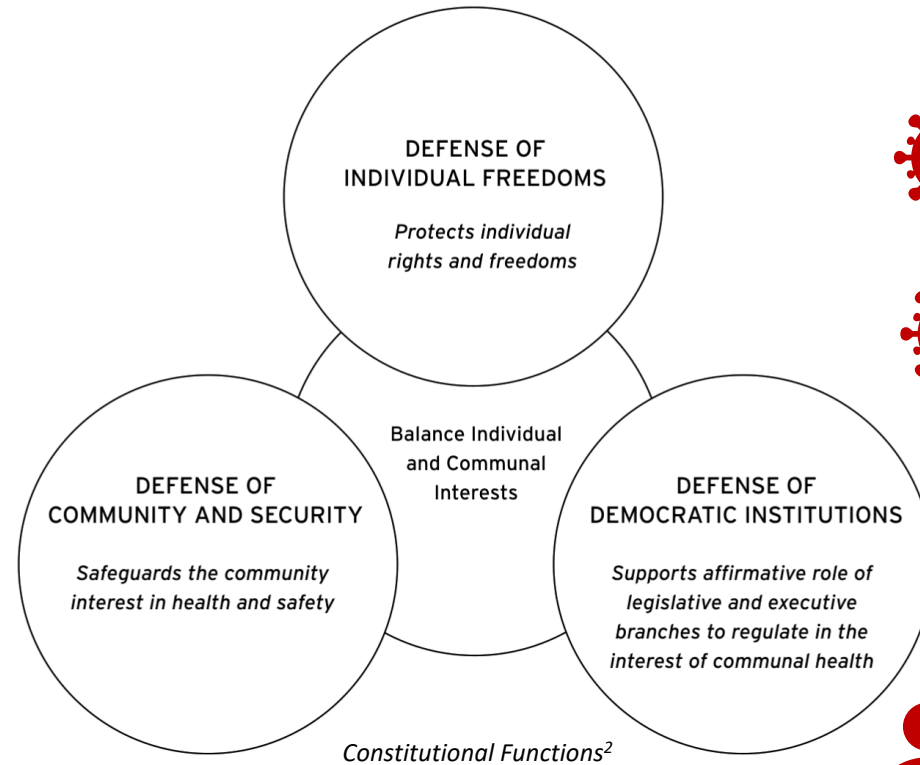 DEFENSE OF
INDIVIDUAL FREEDOMS
Protects individual
rights and freedoms
Balance Individual
and Communal
Interests
DEFENSE OF
COMMUNITY AND SECURITY
Safeguards the community
interest in health and safety
DEFENSE OF
DEMOCRATIC INSTITUTIONS
Supports affirmative role of
legislative and executive
branches to regulate in the
interest of communal health
Constitutional Functions²